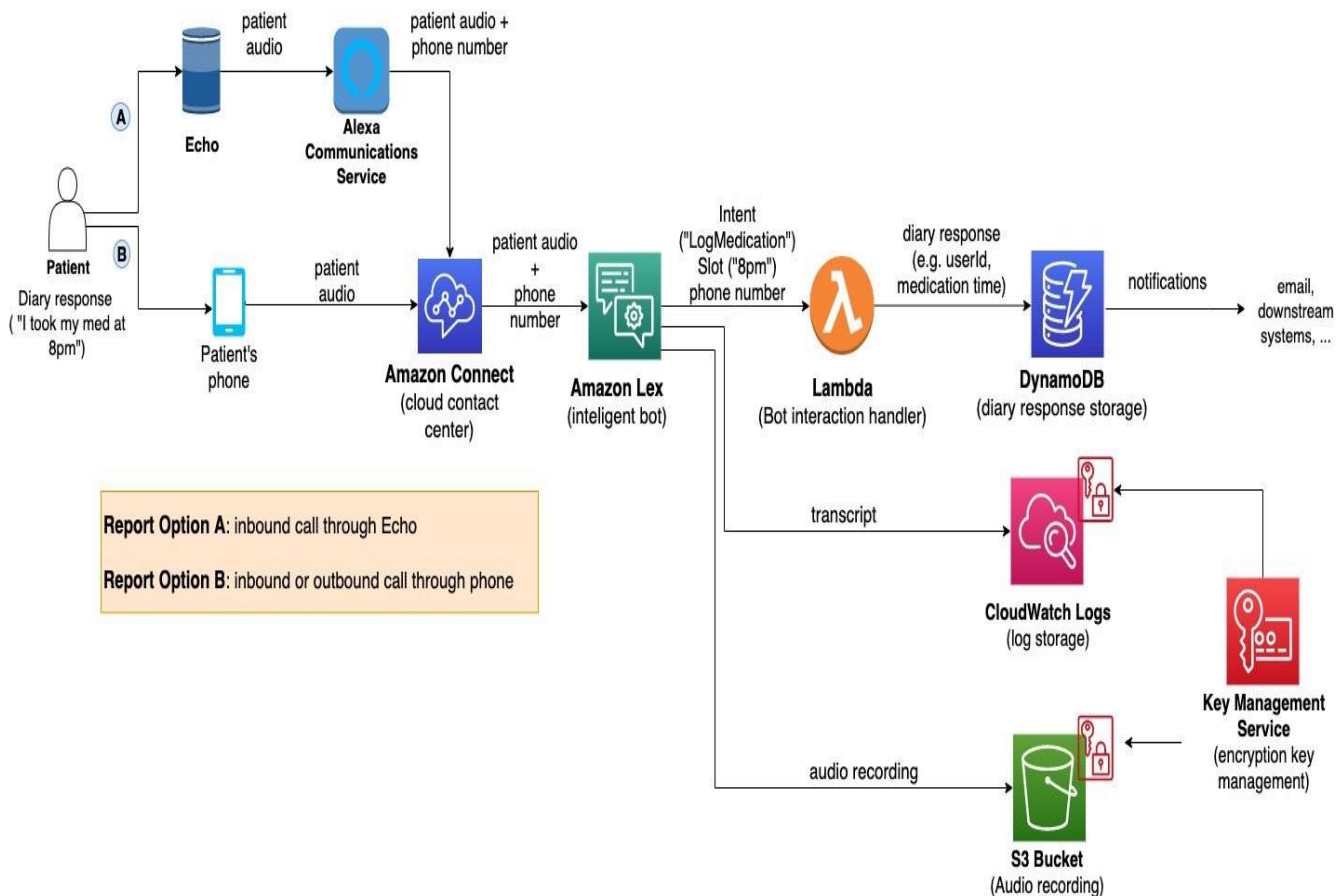 patient
audio
patient audio +
phone number
A
Echo
Alexa
Communications
Service
B
Patient
Diary response
( "I took my med at
8pm")
Patient's
phone
patient
audio
Amazon Connect
(cloud contact
center)
patient audio
+
phone
number
Amazon Lex
(inteligent bot)
Intent
("LogMedication")
Slot ("8pm")
phone number
Lambda
(Bot interaction handler)
diary response
(e.g. userId,
medication time)
DynamoDB
(diary response storage)
notifications
email,
downstream
systems, ...
Report Option A: inbound call through Echo
Report Option B: inbound or outbound call through phone
transcript
CloudWatch Logs
(log storage)
Key Management
Service
(encryption key
management)
audio recording
S3 Bucket
(Audio recording)